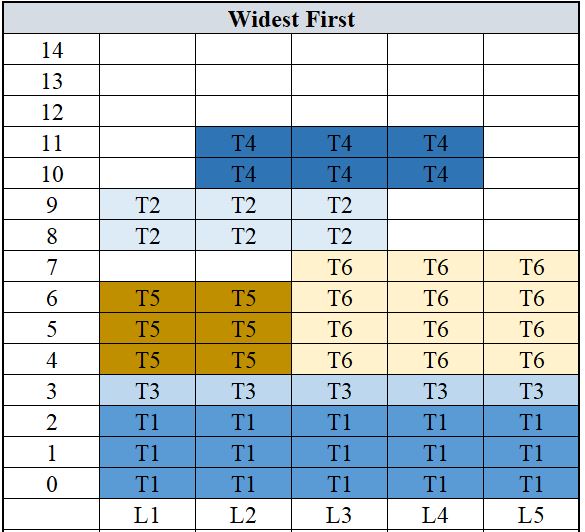 Widest First
14
13
12
11 T4 T4 T4
10 T4 T4 T4
9 T2 T2 T2
8 T2 T2 T2
7 T6 T6 T6
6 T5 T5 T6 T6 T6
5 T5 T5 T6 T6 T6
4 T5 T5 T6 T6 T6
3 T3 T3 T3 T3 T3
2 T1 T1 T1 T1 T1
1 T1 T1 T1 T1 T1
0 T1 T1 T1 T1 T1
L1 L2 L3 L4 L5